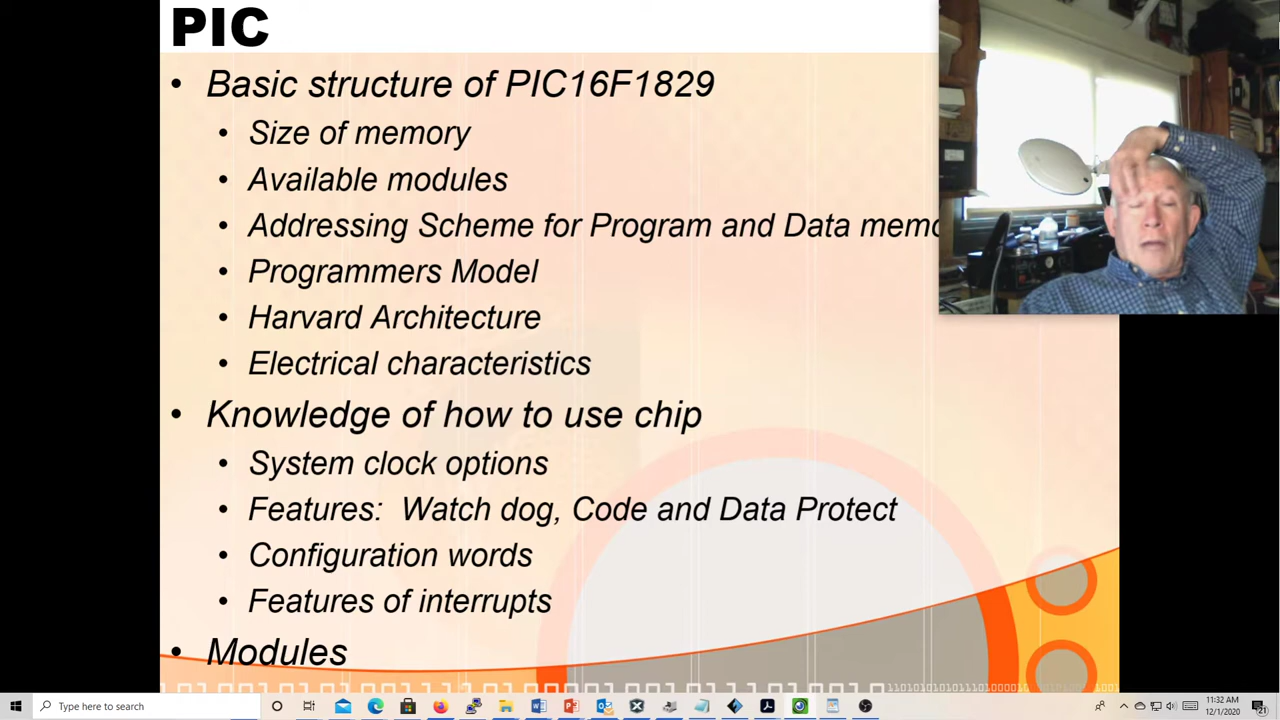 PIC
• Basic structure of PIC16F1829
• Size of memory
• Available modules
• Addressing Scheme for Program and Data memo
• Programmers Model
• Harvard Architecture
• Electrical characteristics
• Knowledge of how to use chip
• System clock options
• Features: Watch dog, Code and Data Protect
• Configuration words
• Features of interrupts
• Modules
Type here to search
11:32 AM
12/1/2020